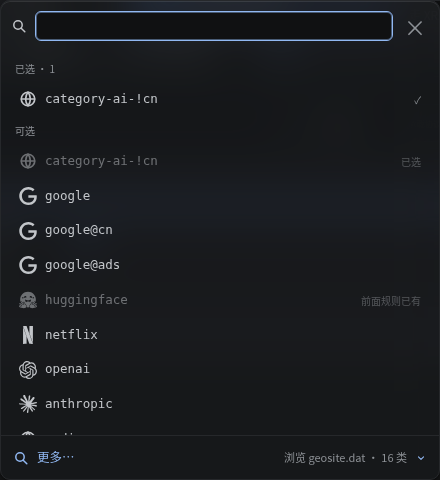 已选 · 1
category-ai-!cn ✓
可选
category-ai-!cn 已选
google
google@cn
google@ads
huggingface 前面规则已有
netflix
openai
anthropic
更多… 浏览 geosite.dat · 16 类